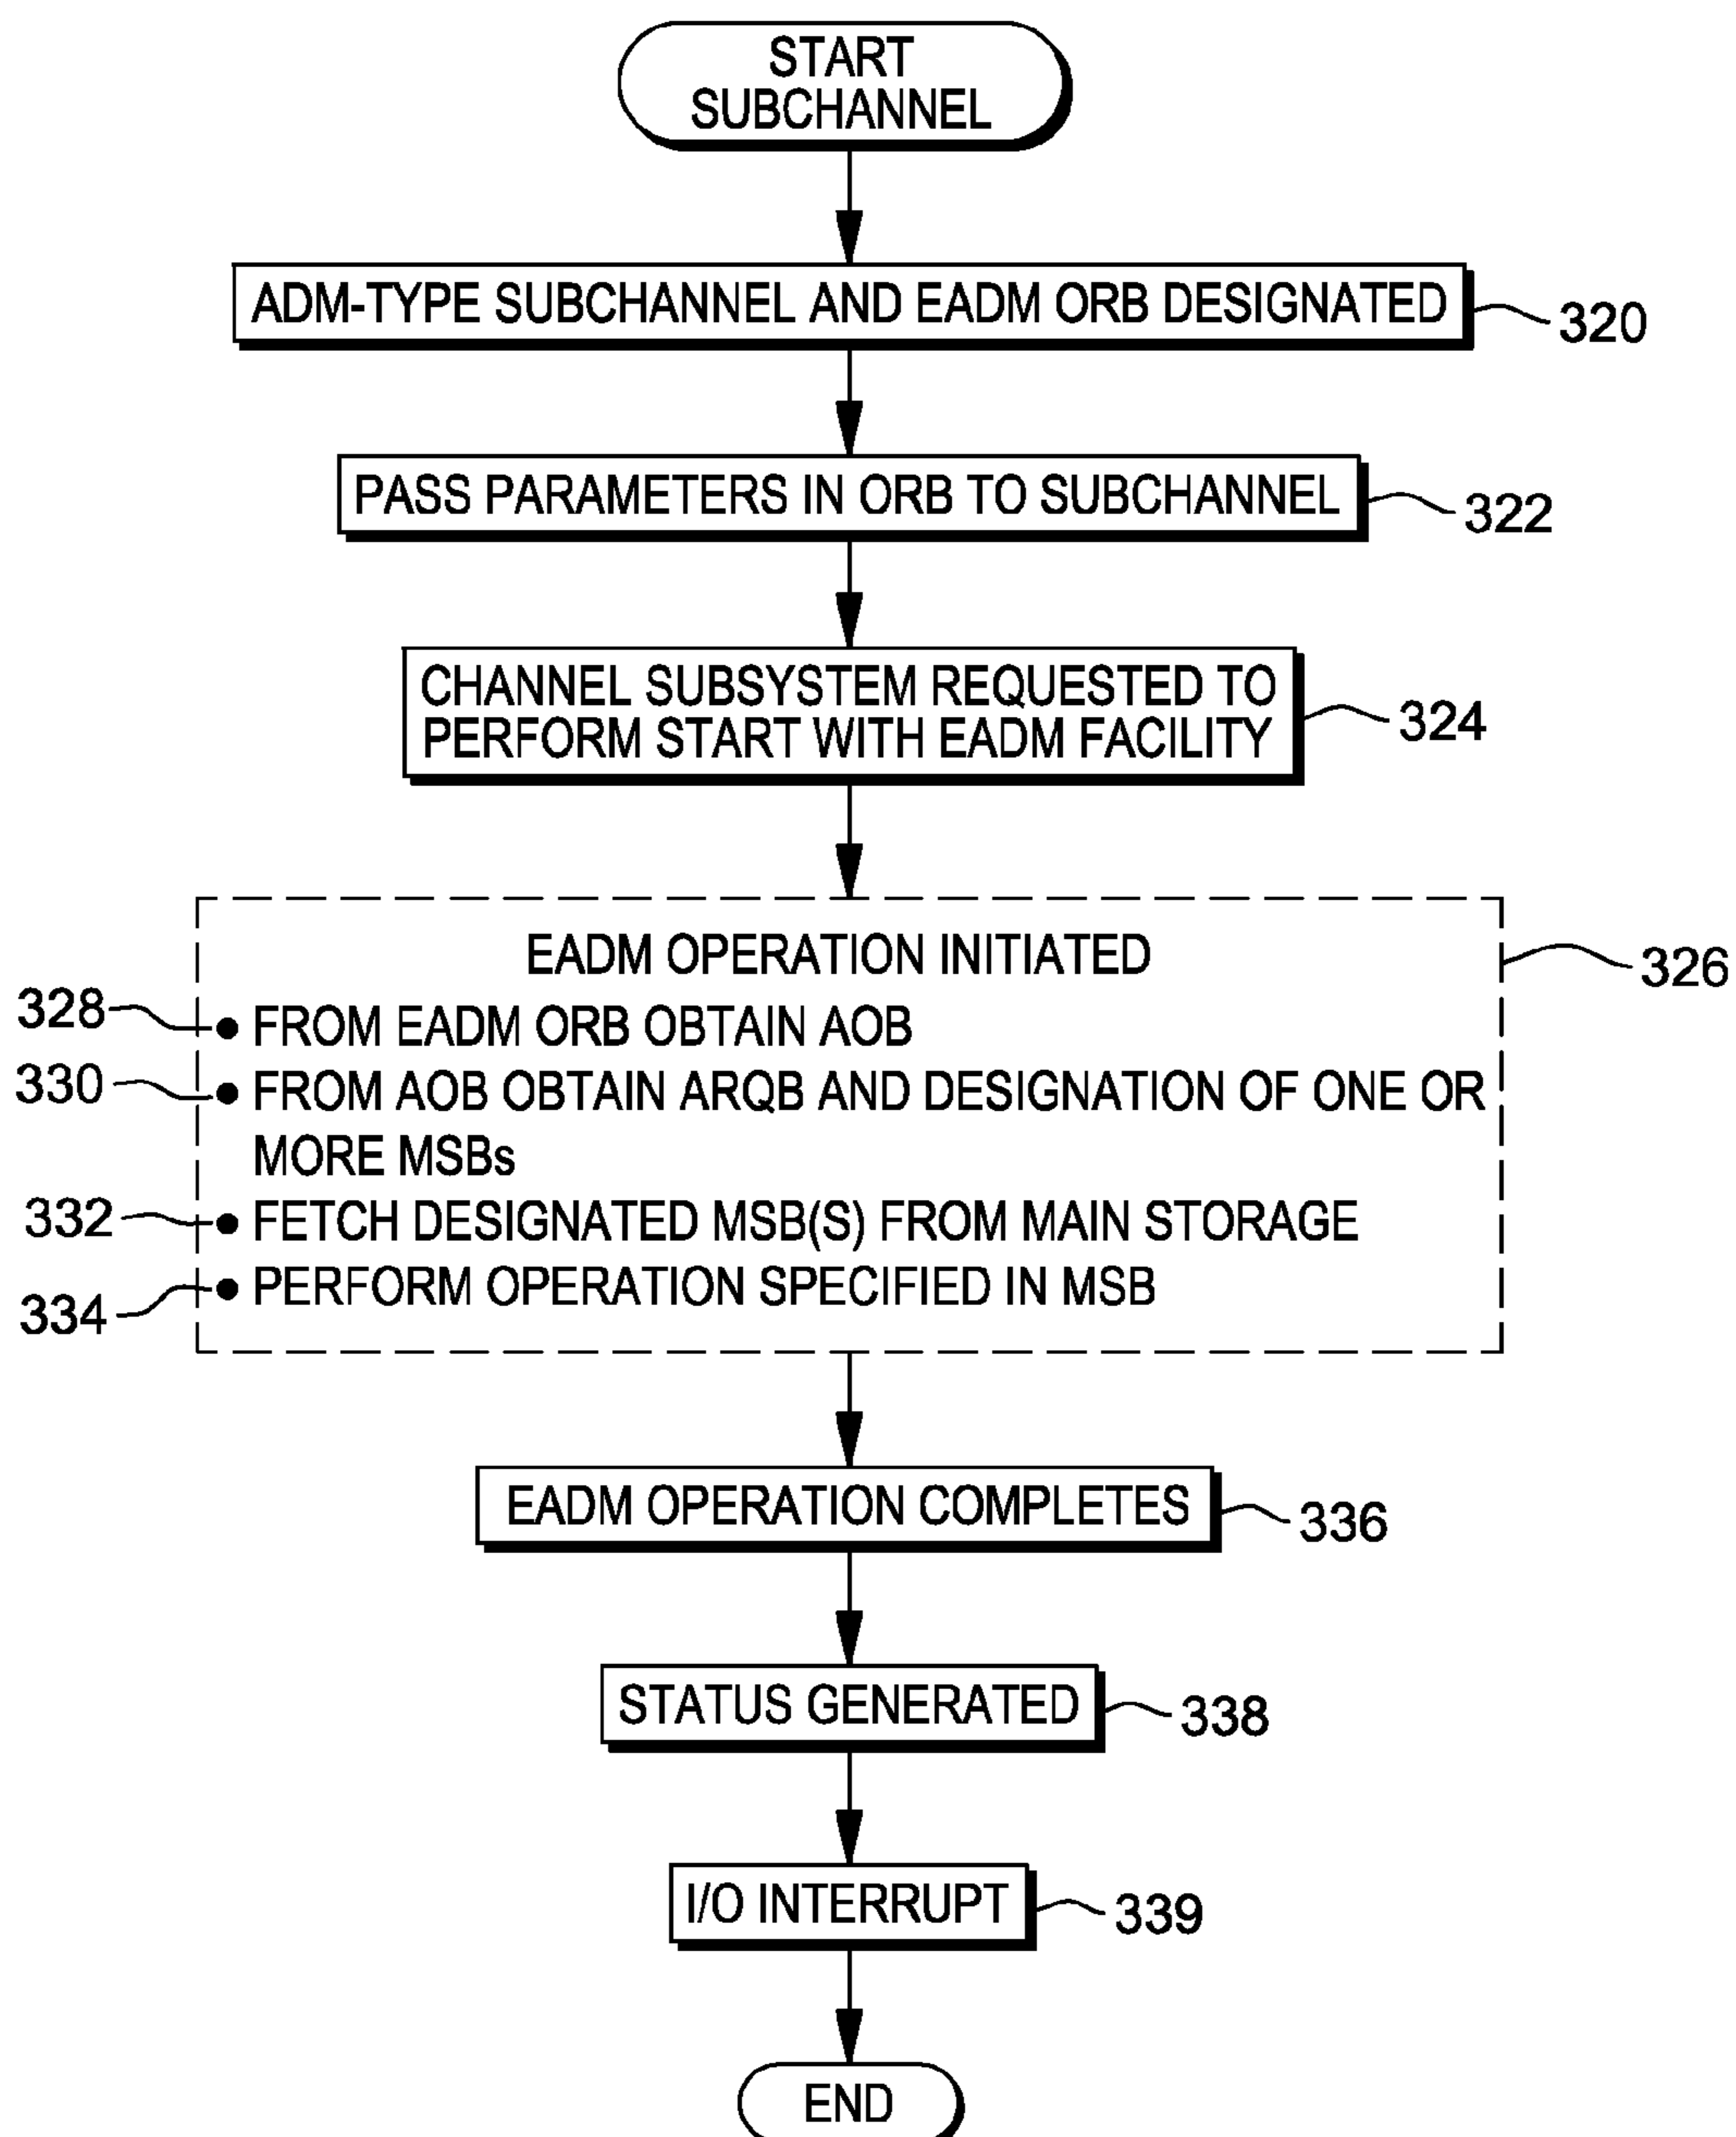 START
SUBCHANNEL
ADM-TYPE SUBCHANNEL AND EADM ORB DESIGNATED
320
PASS PARAMETERS IN ORB TO SUBCHANNEL
322
CHANNEL SUBSYSTEM REQUESTED TO
PERFORM START WITH EADM FACILITY
324
EADM OPERATION INITIATED
326
328
● FROM EADM ORB OBTAIN AOB
330
● FROM AOB OBTAIN ARQB AND DESIGNATION OF ONE OR
MORE MSBs
332
● FETCH DESIGNATED MSB(S) FROM MAIN STORAGE
334
● PERFORM OPERATION SPECIFIED IN MSB
EADM OPERATION COMPLETES
336
STATUS GENERATED
338
I/O INTERRUPT
339
END